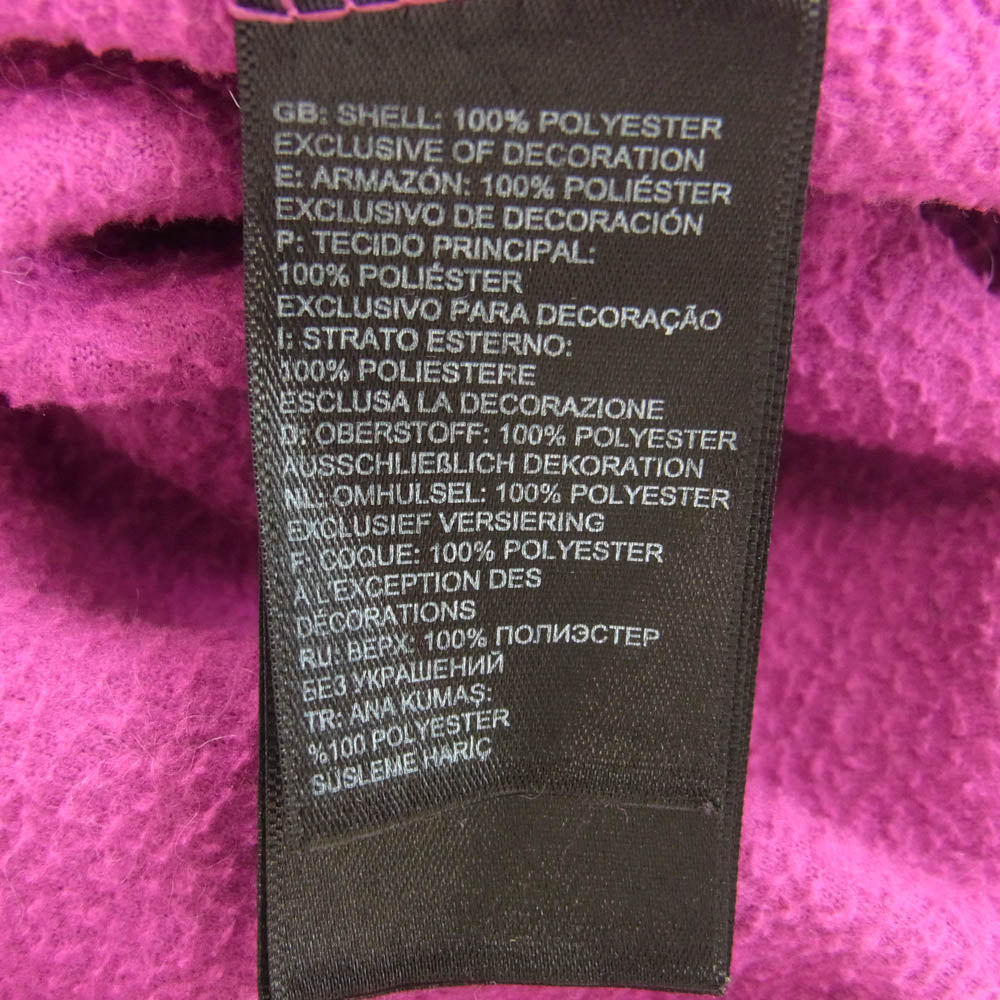 GB: SHELL: 100% POLYESTER
EXCLUSIVE OF DECORATION
E: ARMAZÓN: 100% POLIÉSTER
EXCLUSIVO DE DECORACIÓN
P: TECIDO PRINCIPAL:
100% POLIÉSTER
EXCLUSIVO PARA DECORAÇÃO
I: STRATO ESTERNO:
100% POLIESTERE
ESCLUSA LA DECORAZIONE
D: OBERSTOFF: 100% POLYESTER
AUSSCHLIEßLICH DEKORATION
NL: OMHULSEL: 100% POLYESTER
EXCLUSIEF VERSIERING
F: COQUE: 100% POLYESTER
A L'EXCEPTION DES
DÉCORATIONS
RU: ВЕРХ: 100% ПОЛИЭСТЕР
БЕЗ УКРАШЕНИЙ
TR: ANA KUMAŞ:
%100 POLYESTER
SÜSLEME HARİÇ